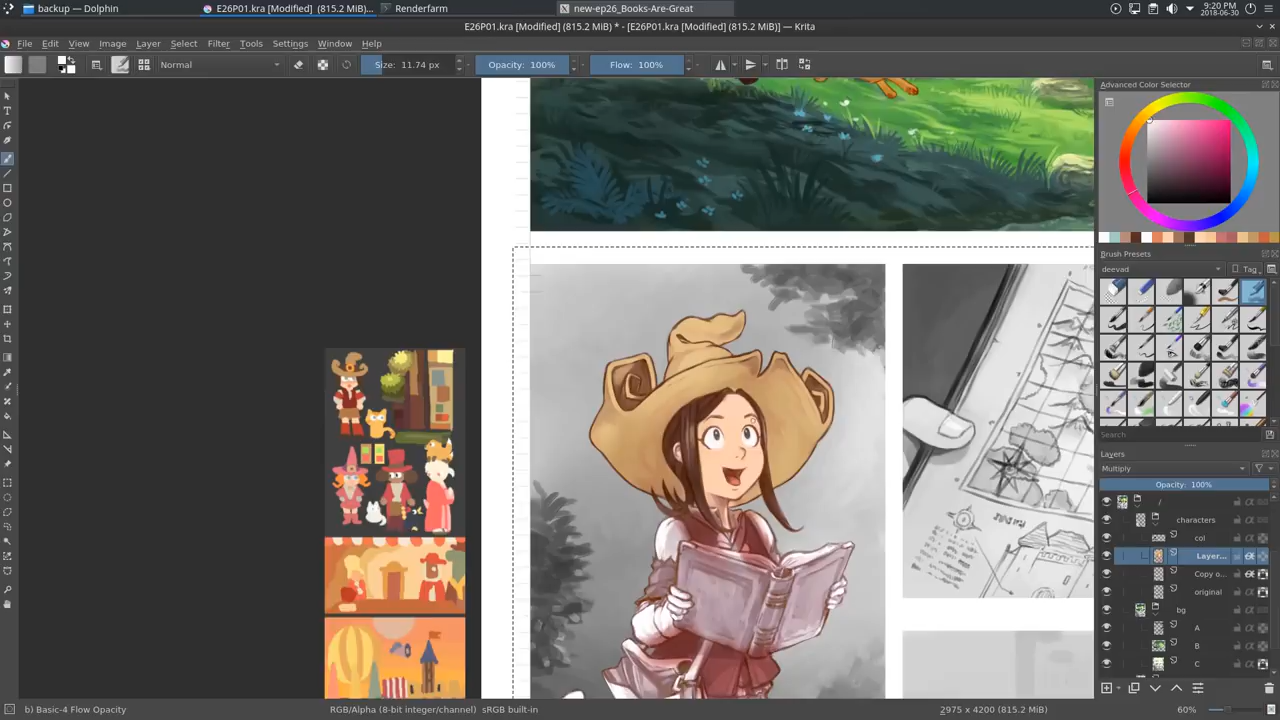 backup — Dolphin
E26P01.kra [Modified] (815.2 MiB)...
Renderfarm
new-ep26_Books-Are-Great
9:20 PM
2018-06-30
E26P01.kra [Modified] (815.2 MiB) * - [E26P01.kra [Modified] (815.2 MiB)] — Krita
File Edit View Image Layer Select Filter Tools Settings Window Help
Normal
Size: 11.74 px
Opacity: 100%
Flow: 100%
Advanced Color Selector
Brush Presets
deevad
Tag
Search
Layers
Multiply
Opacity: 100%
/
characters
col
Layer...
Copy o...
original
bg
A
B
C
b) Basic-4 Flow Opacity
RGB/Alpha (8-bit integer/channel) sRGB built-in
2975 x 4200 (815.2 MiB)
60%